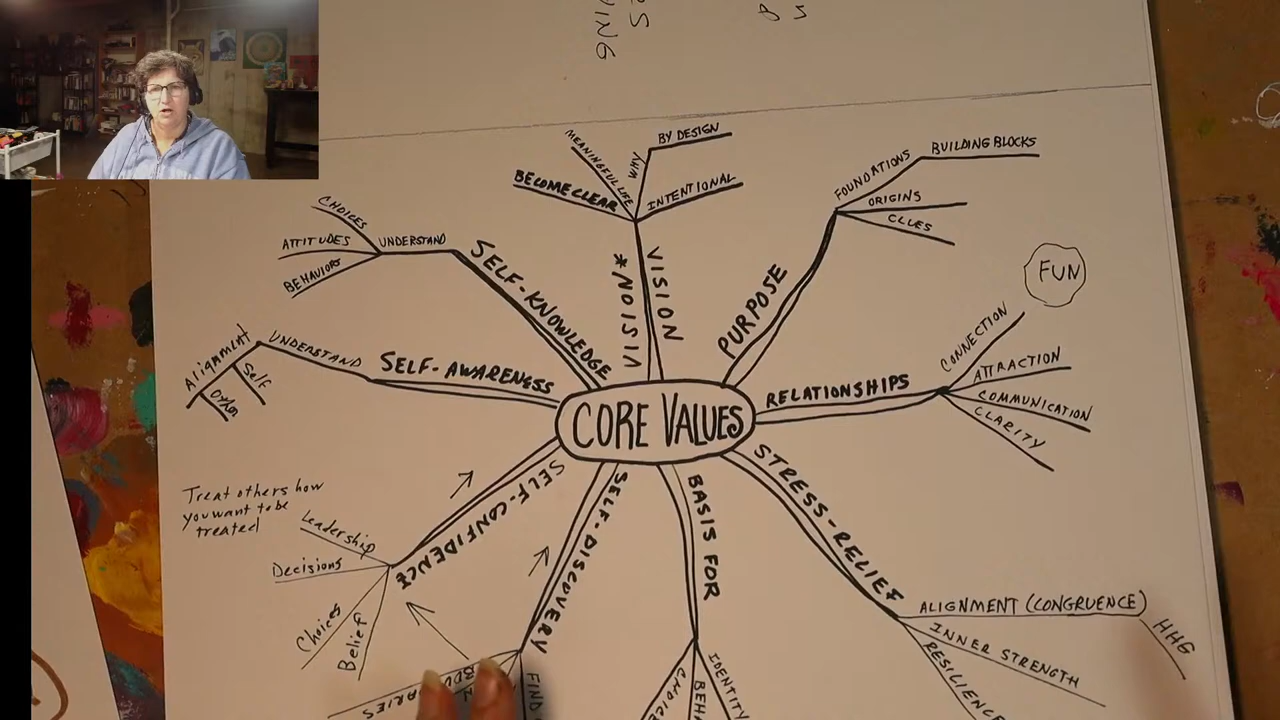 CORE VALUES
VISION
VISION *
BECOME CLEAR
MEANINGFUL LIFE
WHY
BY DESIGN
INTENTIONAL
PURPOSE
FOUNDATIONS
BUILDING BLOCKS
ORIGINS
CLUES
FUN
RELATIONSHIPS
CONNECTION
ATTRACTION
COMMUNICATION
CLARITY
STRESS-RELIEF
ALIGNMENT (CONGRUENCE)
HHG
INNER STRENGTH
RESILIENCE
BASIS FOR
IDENTITY
SELF-DISCOVERY
SELF-CONFIDENCE
Leadership
Decisions
Choices
Belief
Treat others how
you want to be
treated
SELF-AWARENESS
UNDERSTAND
Alignment
Self
Other
SELF-KNOWLEDGE
UNDERSTAND
CHOICES
ATTITUDES
BEHAVIORS